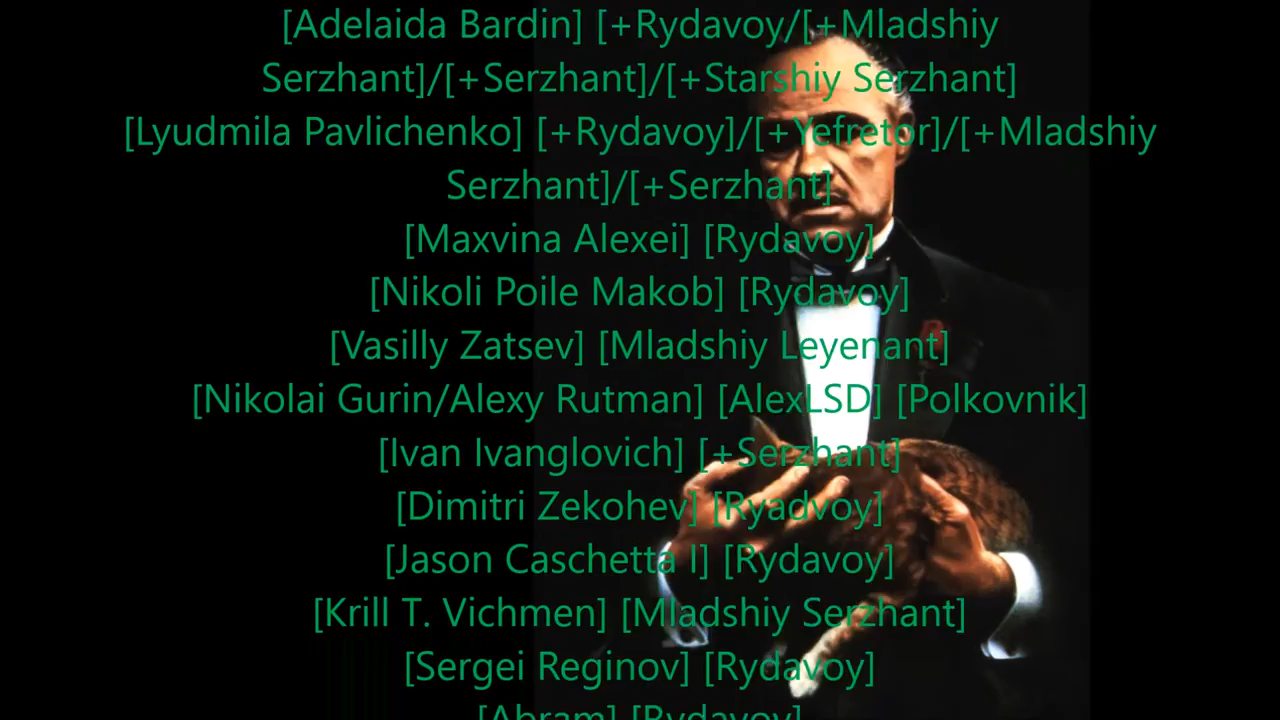 [Adelaida Bardin] [+Rydavoy/[+Mladshiy
Serzhant]/[+Serzhant]/[+Starshiy Serzhant]
[Lyudmila Pavlichenko] [+Rydavoy]/[+Yefretor]/[+Mladshiy
Serzhant]/[+Serzhant]
[Maxvina Alexei] [Rydavoy]
[Nikoli Poile Makob] [Rydavoy]
[Vasilly Zatsev] [Mladshiy Leyenant]
[Nikolai Gurin/Alexy Rutman] [AlexLSD] [Polkovnik]
[Ivan Ivanglovich] [+Serzhant]
[Dimitri Zekohev] [Ryadvoy]
[Jason Caschetta I] [Rydavoy]
[Krill T. Vichmen] [Mladshiy Serzhant]
[Sergei Reginov] [Rydavoy]
[Abram] [Rydavoy]